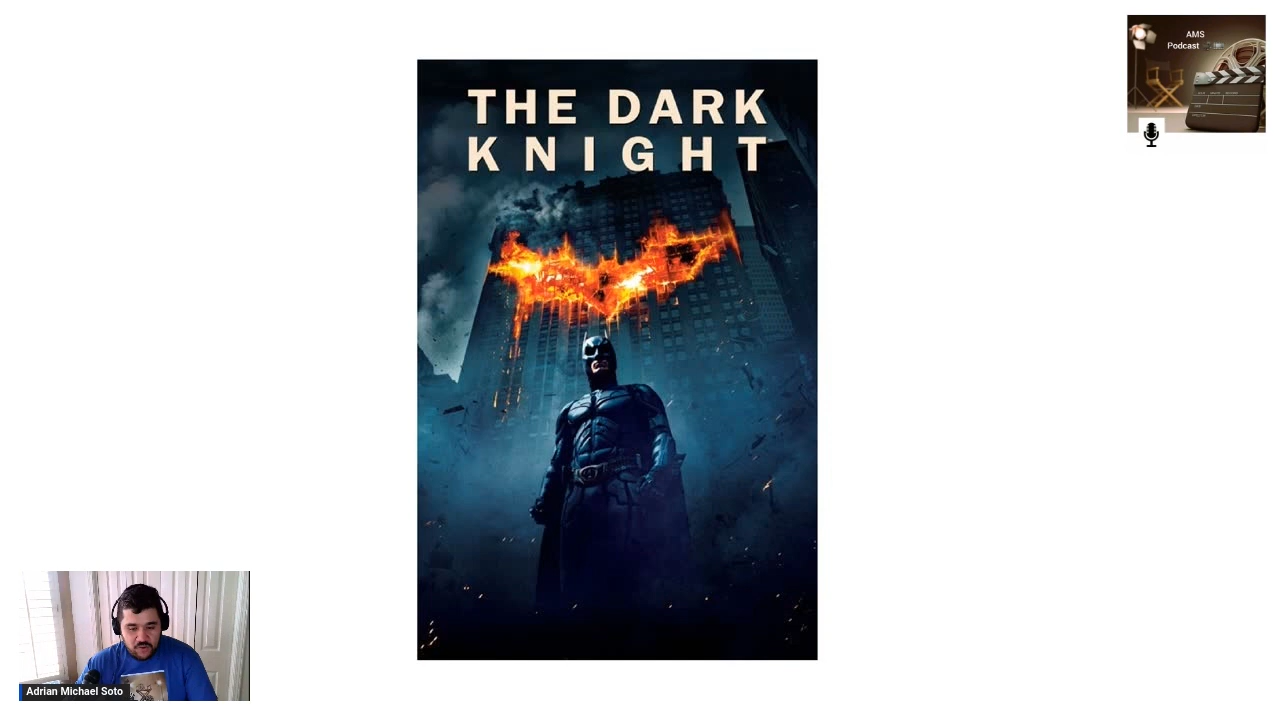 THE DARK
KNIGHT
AMS
Podcast
Adrian Michael Soto